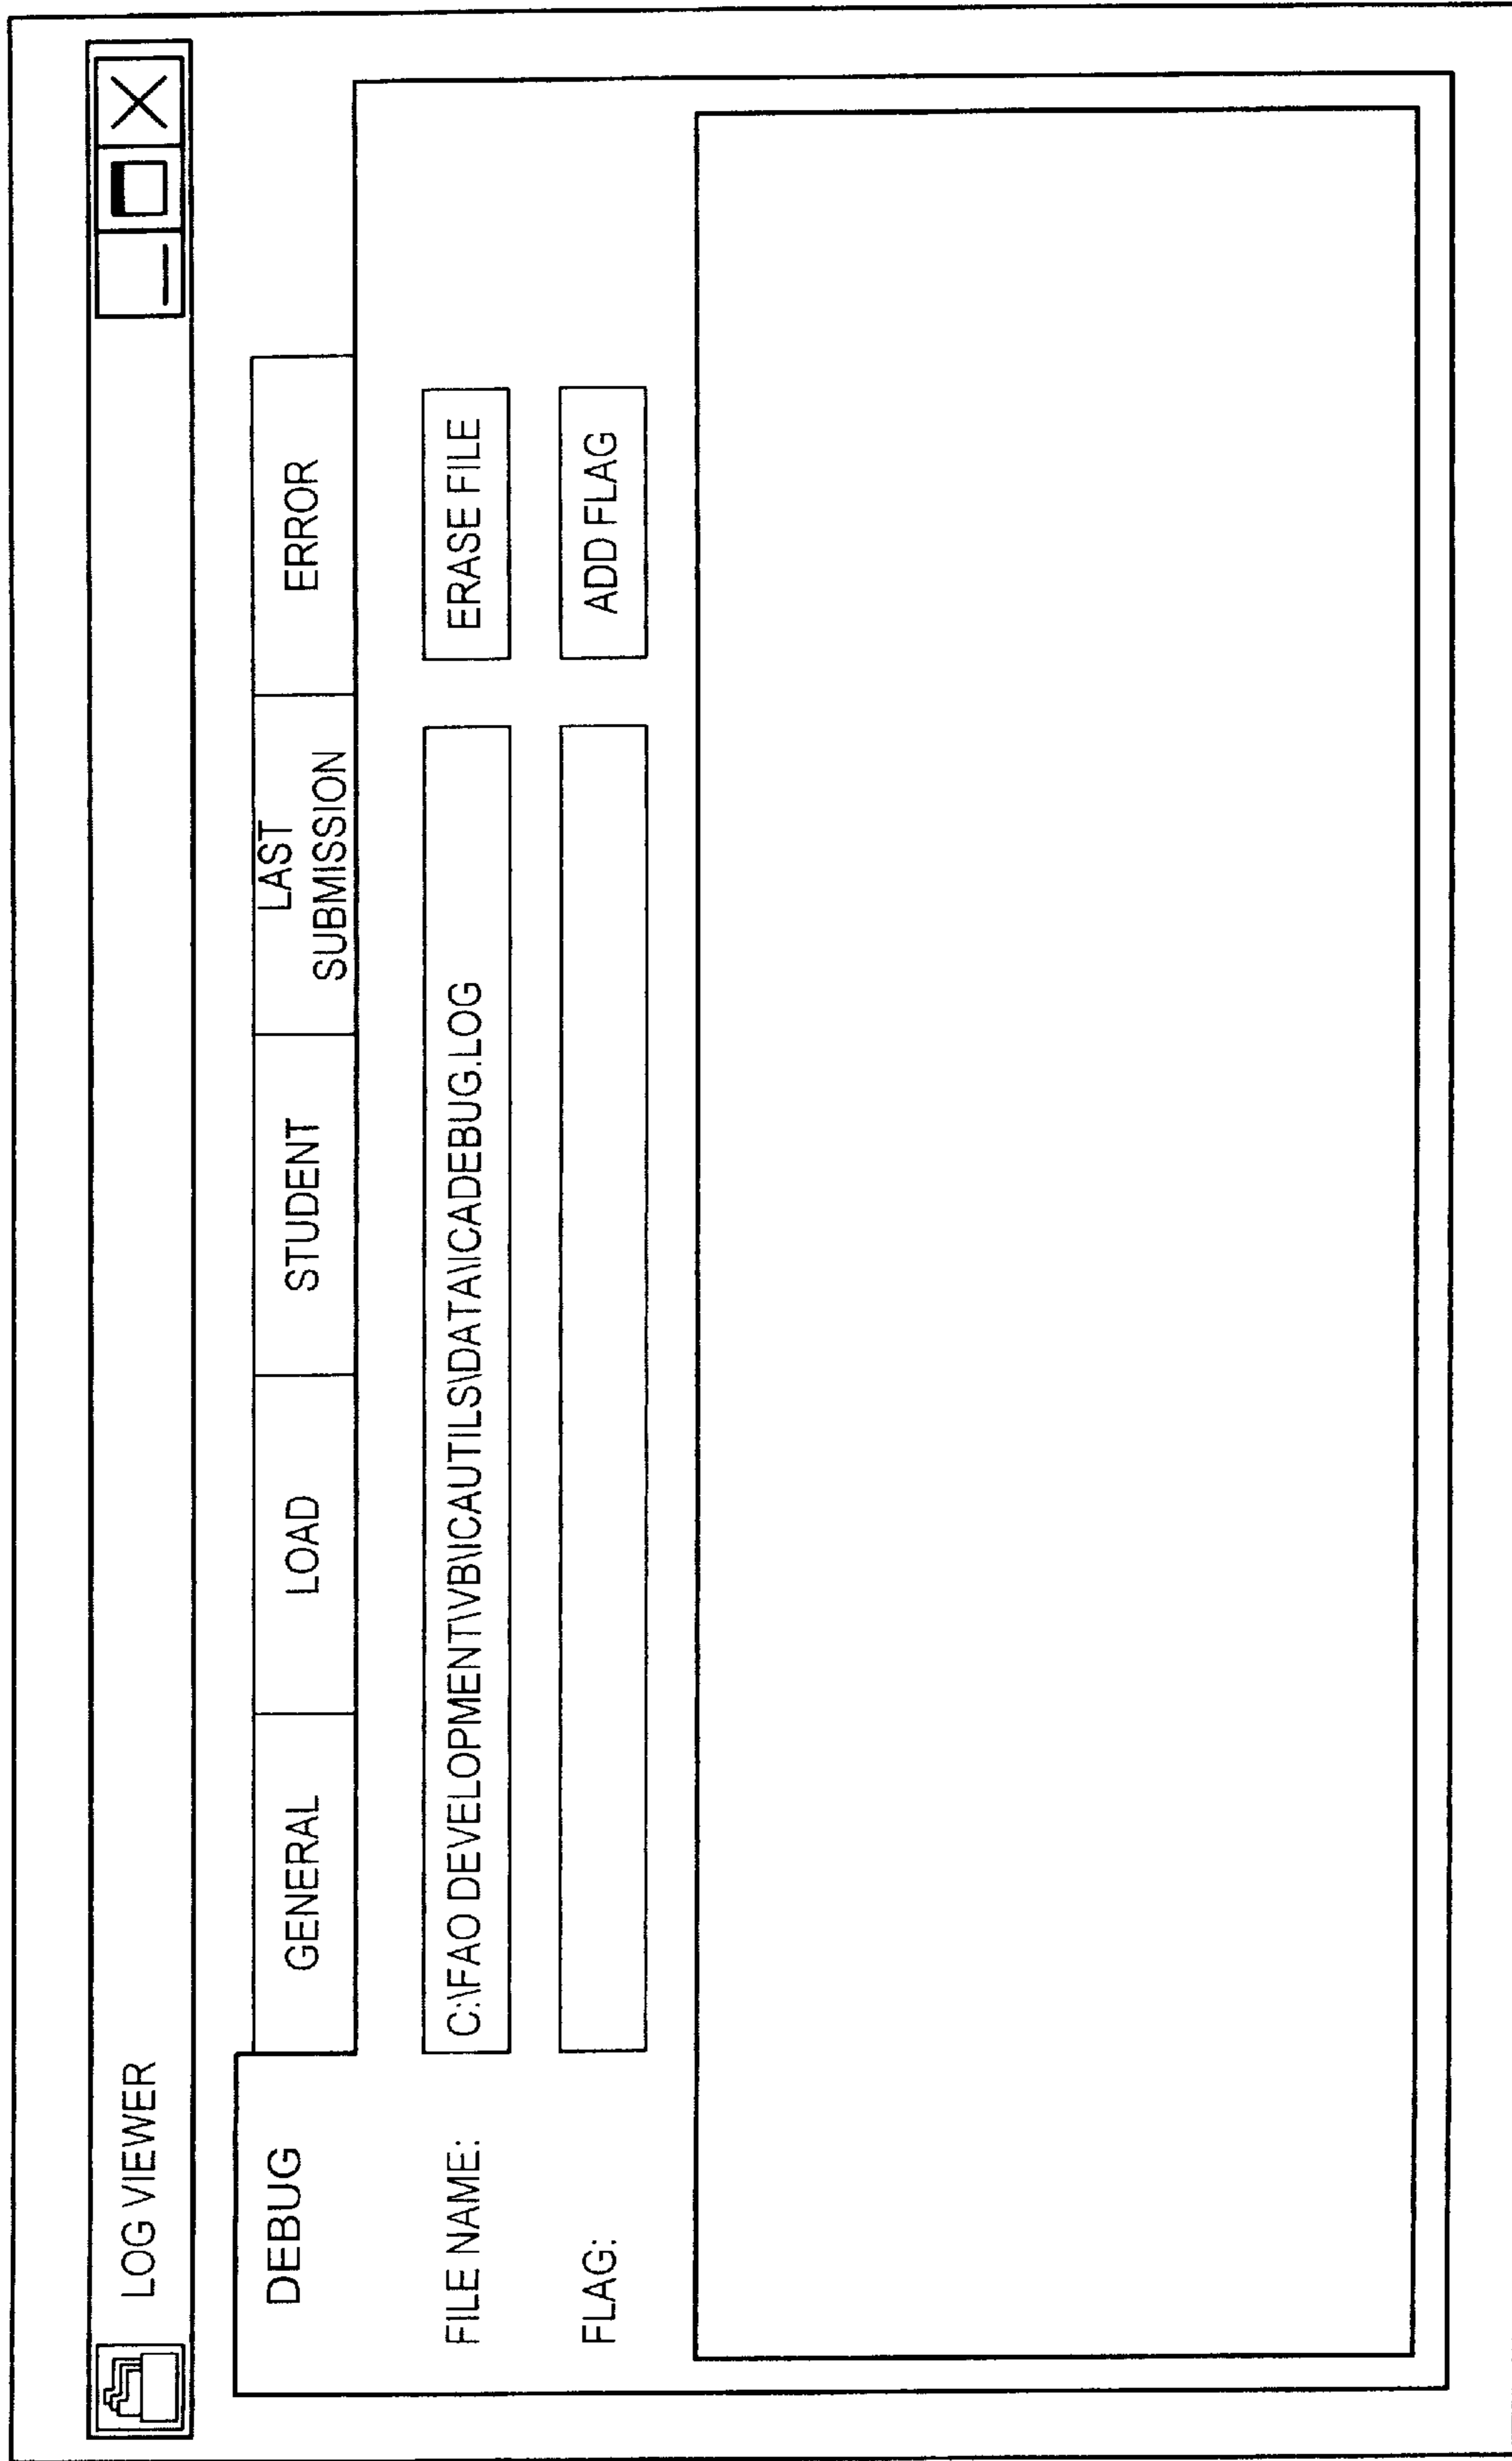 LOG VIEWER
DEBUG
GENERAL
LOAD
STUDENT
LAST
SUBMISSION
ERROR
FILE NAME:
C:\FAO DEVELOPMENT\VB\ICAUTILS\DATA\ICADEBUG.LOG
ERASE FILE
FLAG:
ADD FLAG